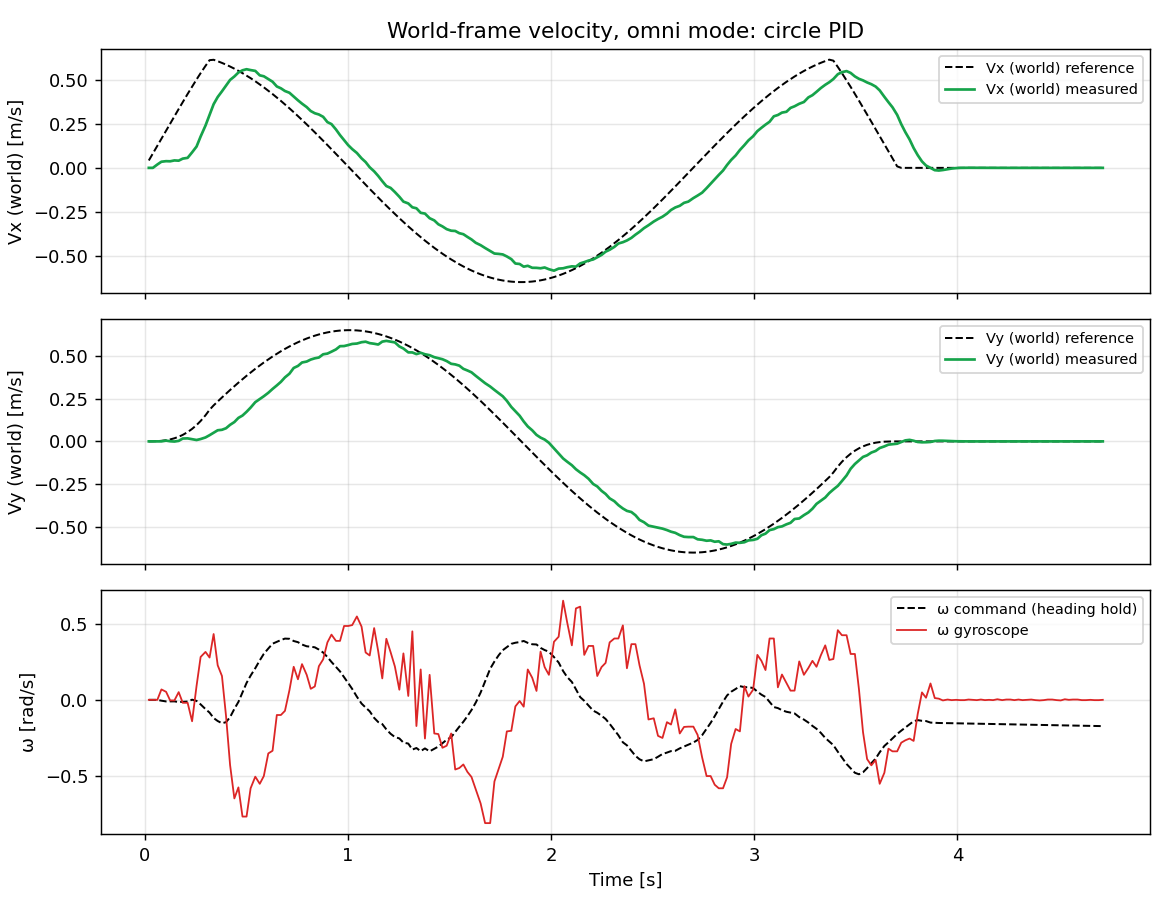 World-frame velocity, omni mode: circle PID
Vx (world) [m/s]
0.50
0.25
0.00
−0.25
−0.50
Vx (world) reference
Vx (world) measured
Vy (world) [m/s]
0.50
0.25
0.00
−0.25
−0.50
Vy (world) reference
Vy (world) measured
ω [rad/s]
0.5
0.0
−0.5
ω command (heading hold)
ω gyroscope
0 1 2 3 4
Time [s]